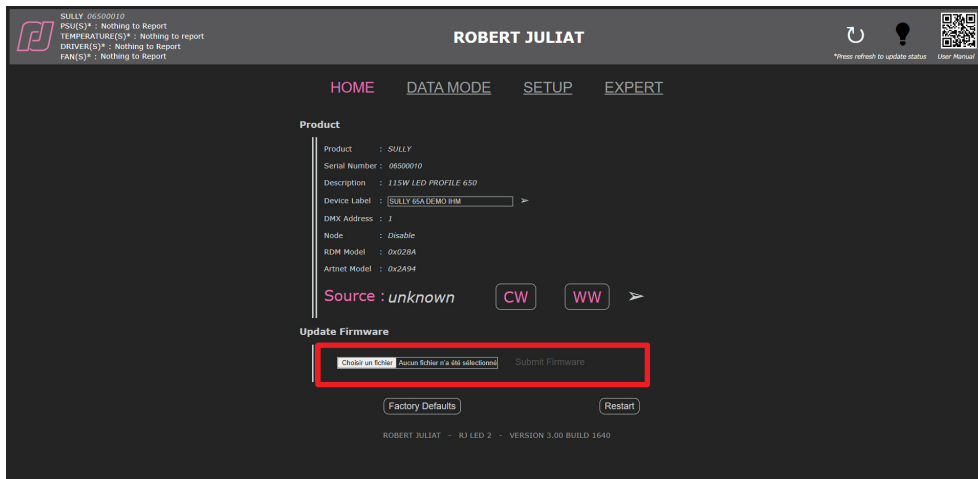 SULLY 06500010
PSU(S)* : Nothing to Report
TEMPERATURE(S)* : Nothing to report
DRIVER(S)* : Nothing to Report
FAN(S)* : Nothing to Report
ROBERT JULIAT
*Press refresh to update status
User Manual
HOME DATA MODE SETUP EXPERT
Product
Product : SULLY
Serial Number : 06500010
Description : 115W LED PROFILE 650
Device Label : SULLY 65A DEMO IHM
DMX Address : 1
Node : Disable
RDM Model : 0x028A
Artnet Model : 0x2A94
Source : unknown CW WW
Update Firmware
Choisir un fichier Aucun fichier n'a été sélectionné Submit Firmware
Factory Defaults Restart
ROBERT JULIAT - RJ LED 2 - VERSION 3.00 BUILD 1640